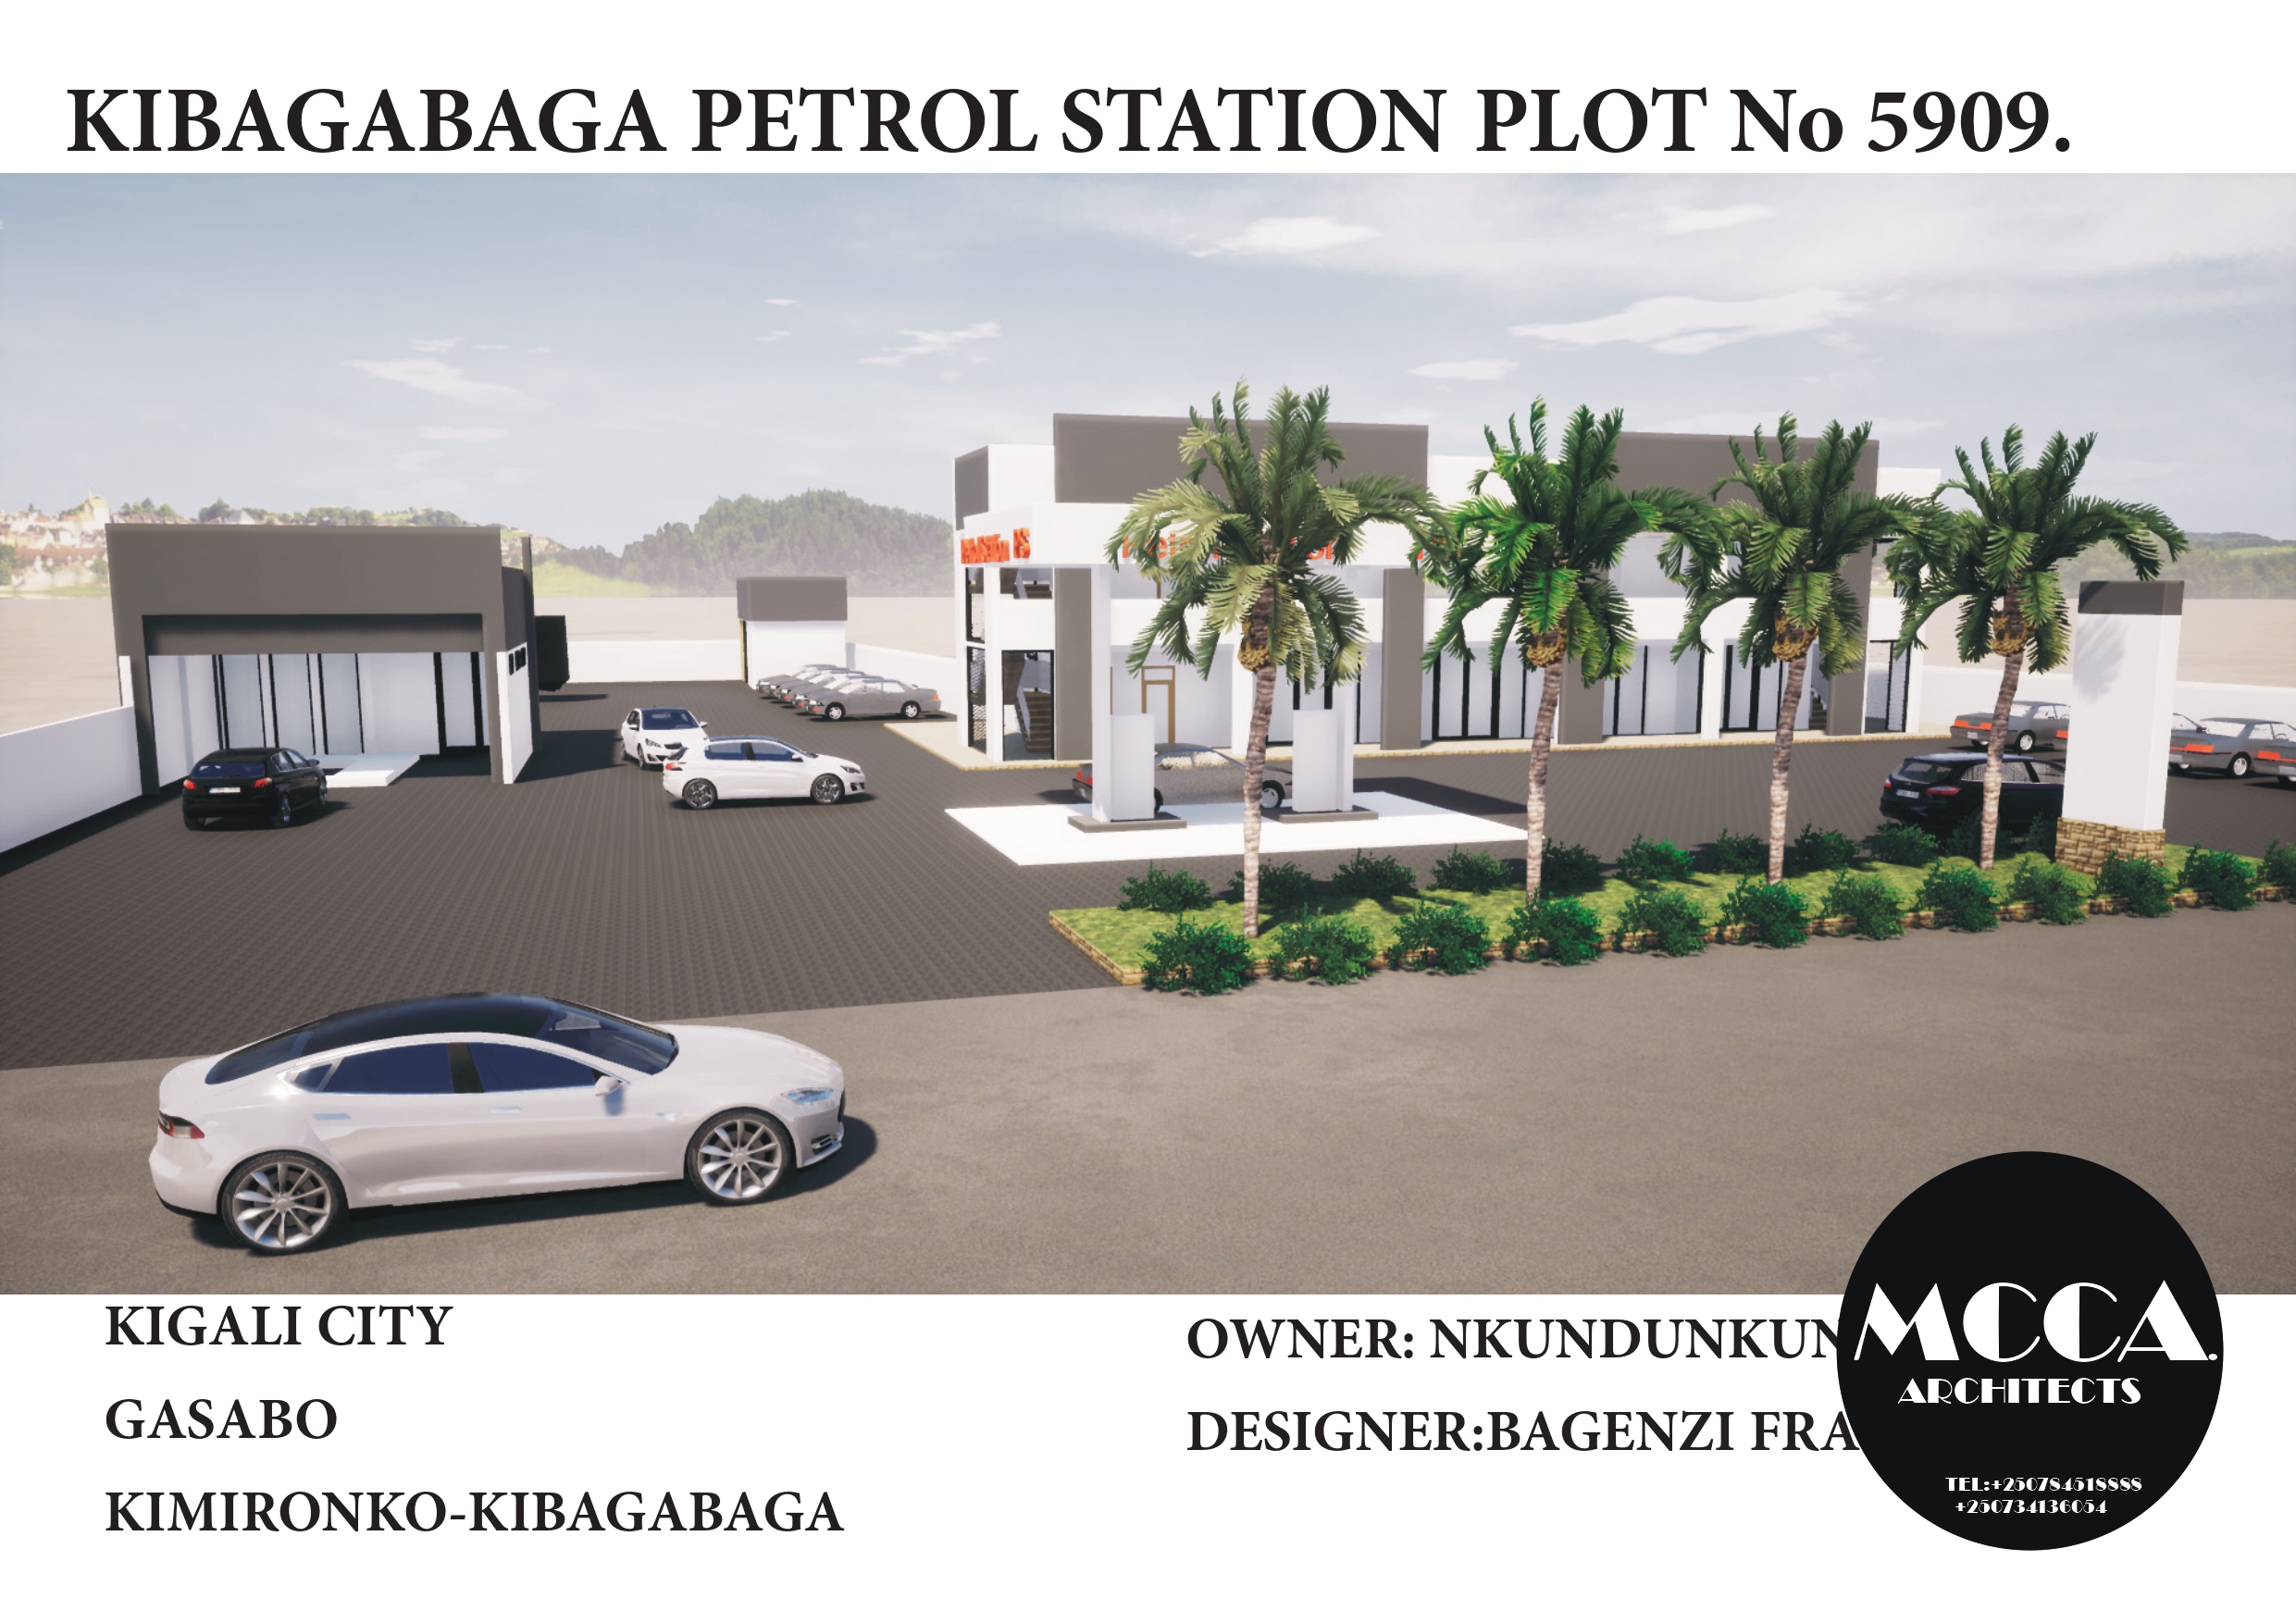 KIBAGABAGA PETROL STATION PLOT No 5909.
KIGALI CITY
GASABO
KIMIRONKO-KIBAGABAGA
OWNER: NKUNDUNKUN
DESIGNER:BAGENZI FRA
M.CCA.
ARCHITECTS
TEL:+250784518888
+250734136054